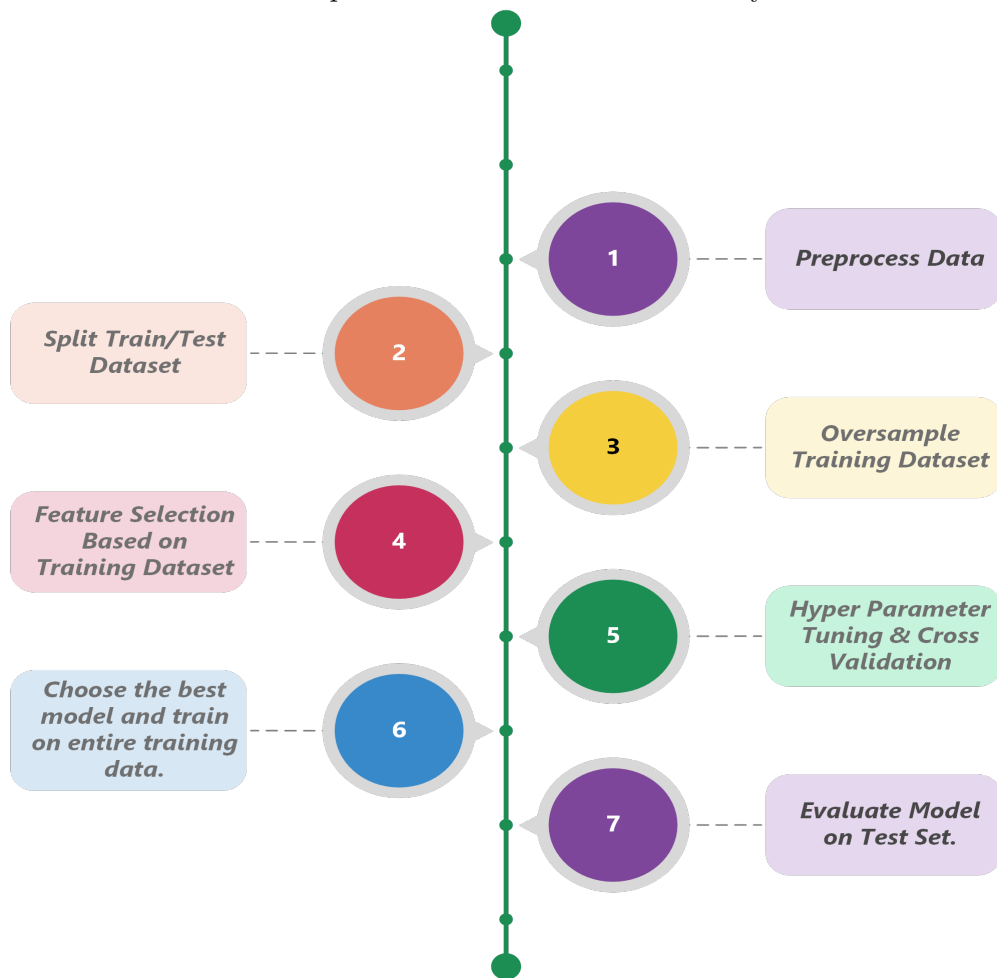 1
Preprocess Data
Split Train/Test
Dataset
2
3
Oversample
Training Dataset
Feature Selection
Based on
Training Dataset
4
5
Hyper Parameter
Tuning & Cross
Validation
Choose the best
model and train
on entire training
data.
6
7
Evaluate Model
on Test Set.